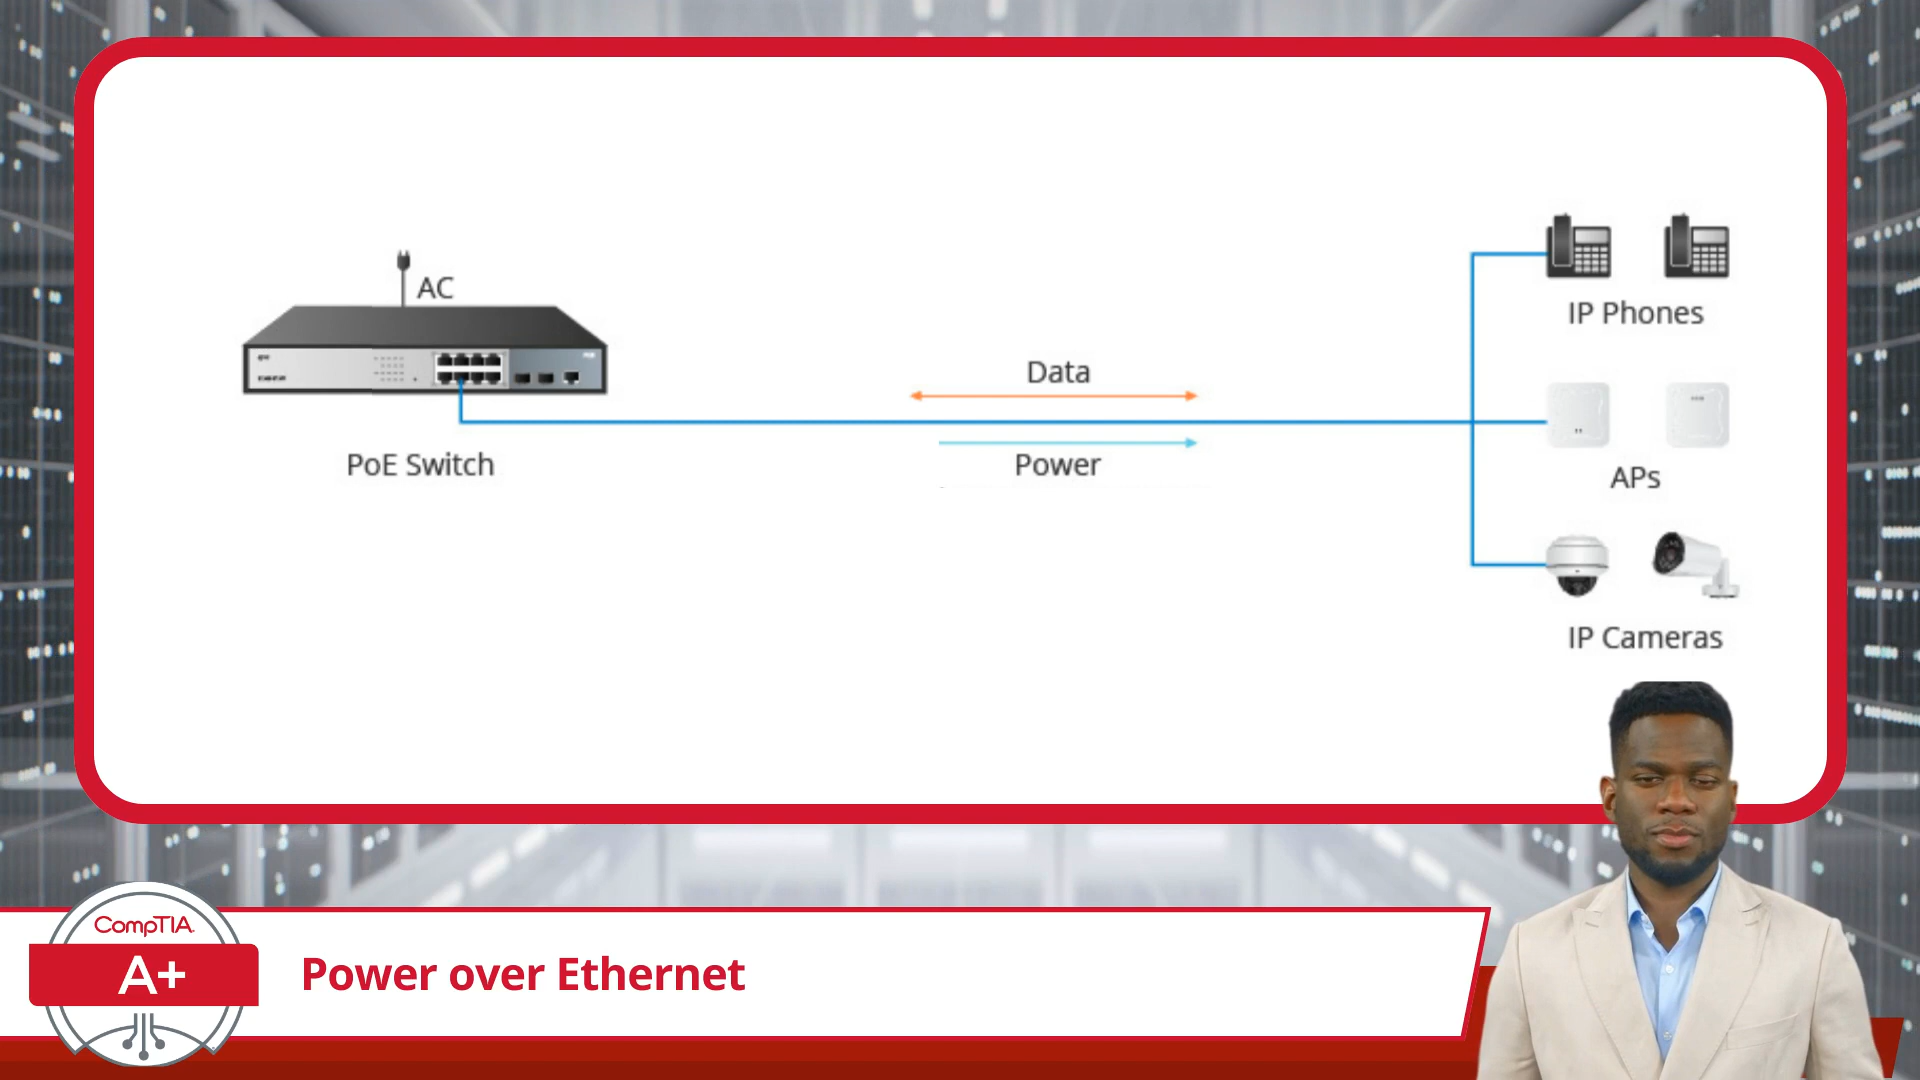 AC
PoE Switch
Data
Power
IP Phones
APs
IP Cameras
CompTIA.
A+
Power over Ethernet